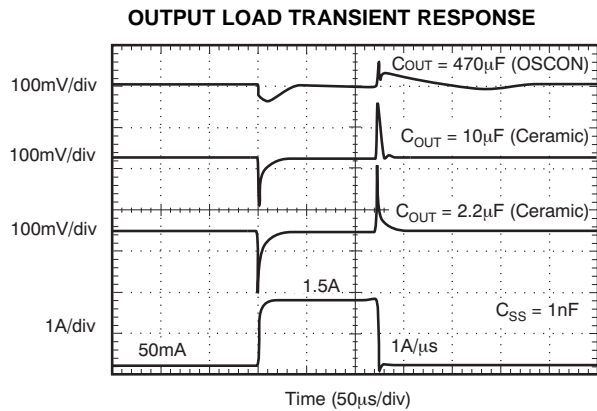 OUTPUT LOAD TRANSIENT RESPONSE
100mV/div
COUT = 470μF (OSCON)
100mV/div
COUT = 10μF (Ceramic)
100mV/div
COUT = 2.2μF (Ceramic)
1A/div
1.5A
CSS = 1nF
50mA
1A/μs
Time (50μs/div)